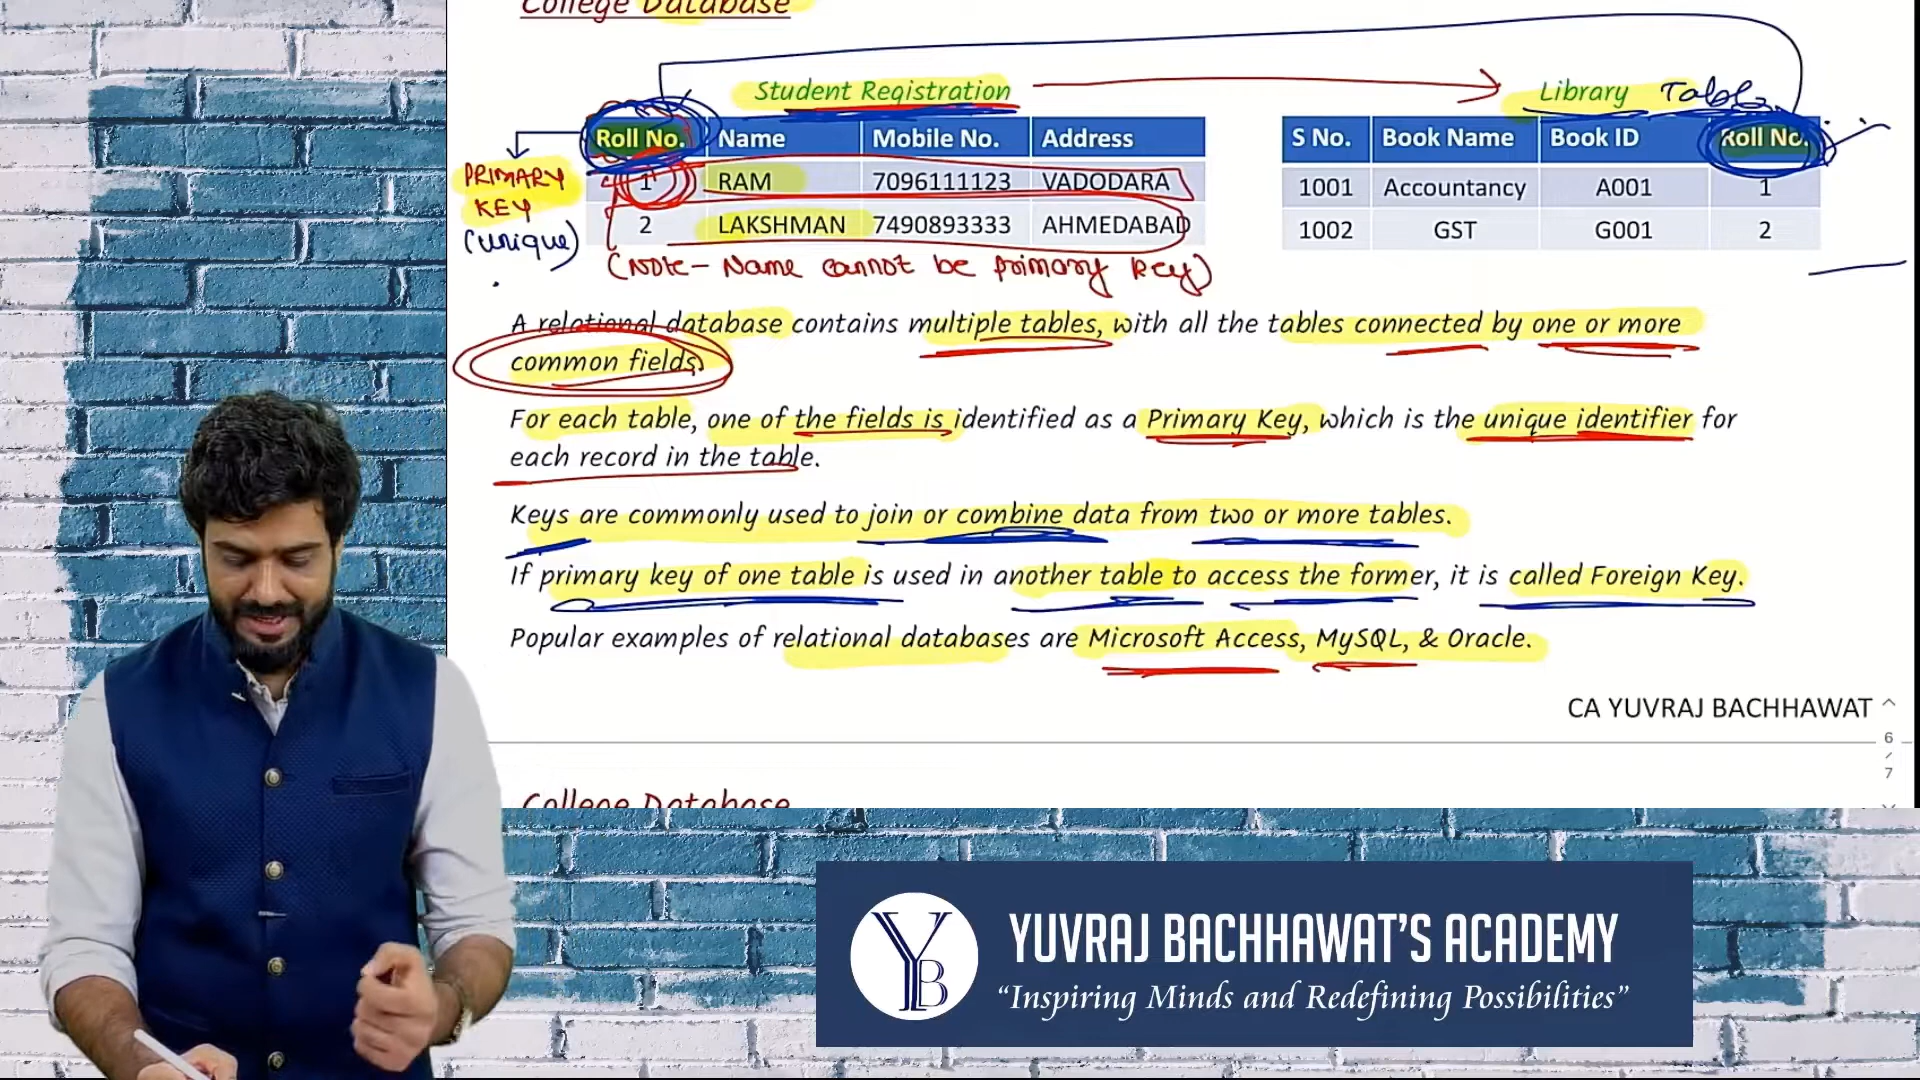 College Database
Student Registration
Library Table
Roll No. Name Mobile No. Address
S No. Book Name Book ID Roll No.
PRIMARY
KEY
(unique)
1 RAM 7096111123 VADODARA
2 LAKSHMAN 7490893333 AHMEDABAD
1001 Accountancy A001 1
1002 GST G001 2
(Note - Name cannot be primary key)
A relational database contains multiple tables, with all the tables connected by one or more
common fields.
For each table, one of the fields is identified as a Primary Key, which is the unique identifier for
each record in the table.
Keys are commonly used to join or combine data from two or more tables.
If primary key of one table is used in another table to access the former, it is called Foreign Key.
Popular examples of relational databases are Microsoft Access, MySQL, & Oracle.
CA YUVRAJ BACHHAWAT
6
/
7
College Database
YB
YUVRAJ BACHHAWAT'S ACADEMY
"Inspiring Minds and Redefining Possibilities"